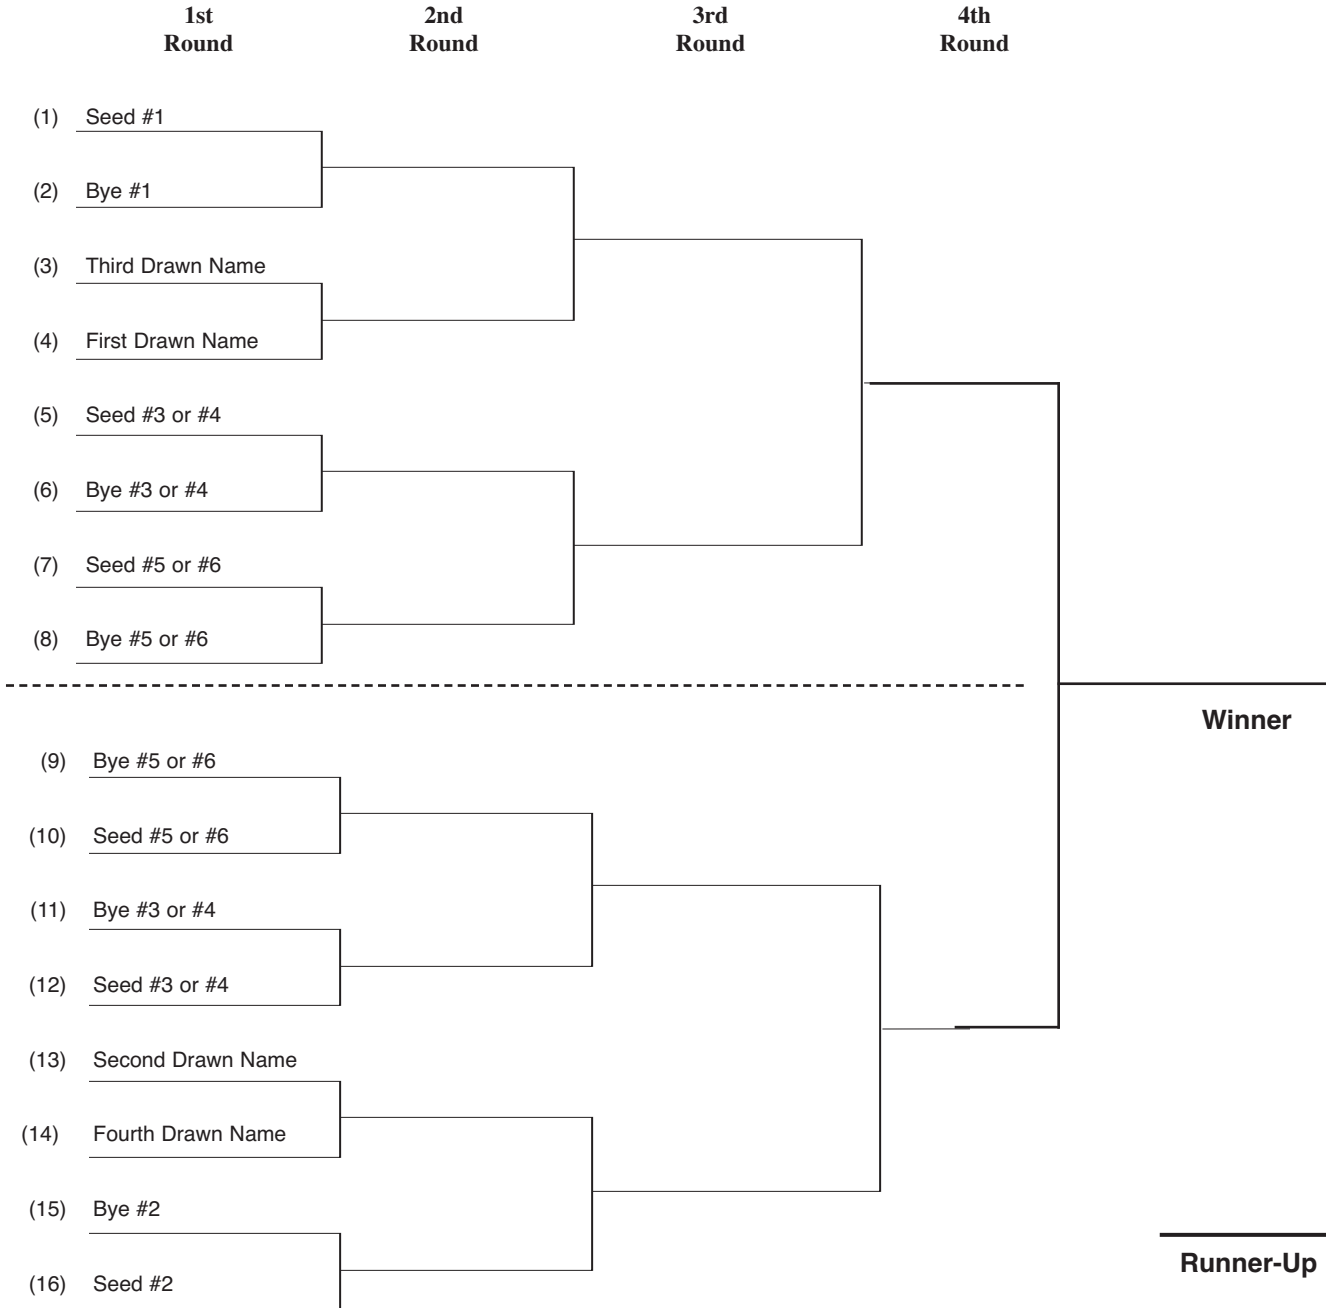 1st 2nd 3rd 4th
Round Round Round Round
(1) Seed #1
(2) Bye #1
(3) Third Drawn Name
(4) First Drawn Name
(5) Seed #3 or #4
(6) Bye #3 or #4
(7) Seed #5 or #6
(8) Bye #5 or #6
Winner
(9) Bye #5 or #6
(10) Seed #5 or #6
(11) Bye #3 or #4
(12) Seed #3 or #4
(13) Second Drawn Name
(14) Fourth Drawn Name
(15) Bye #2
Runner-Up
(16) Seed #2